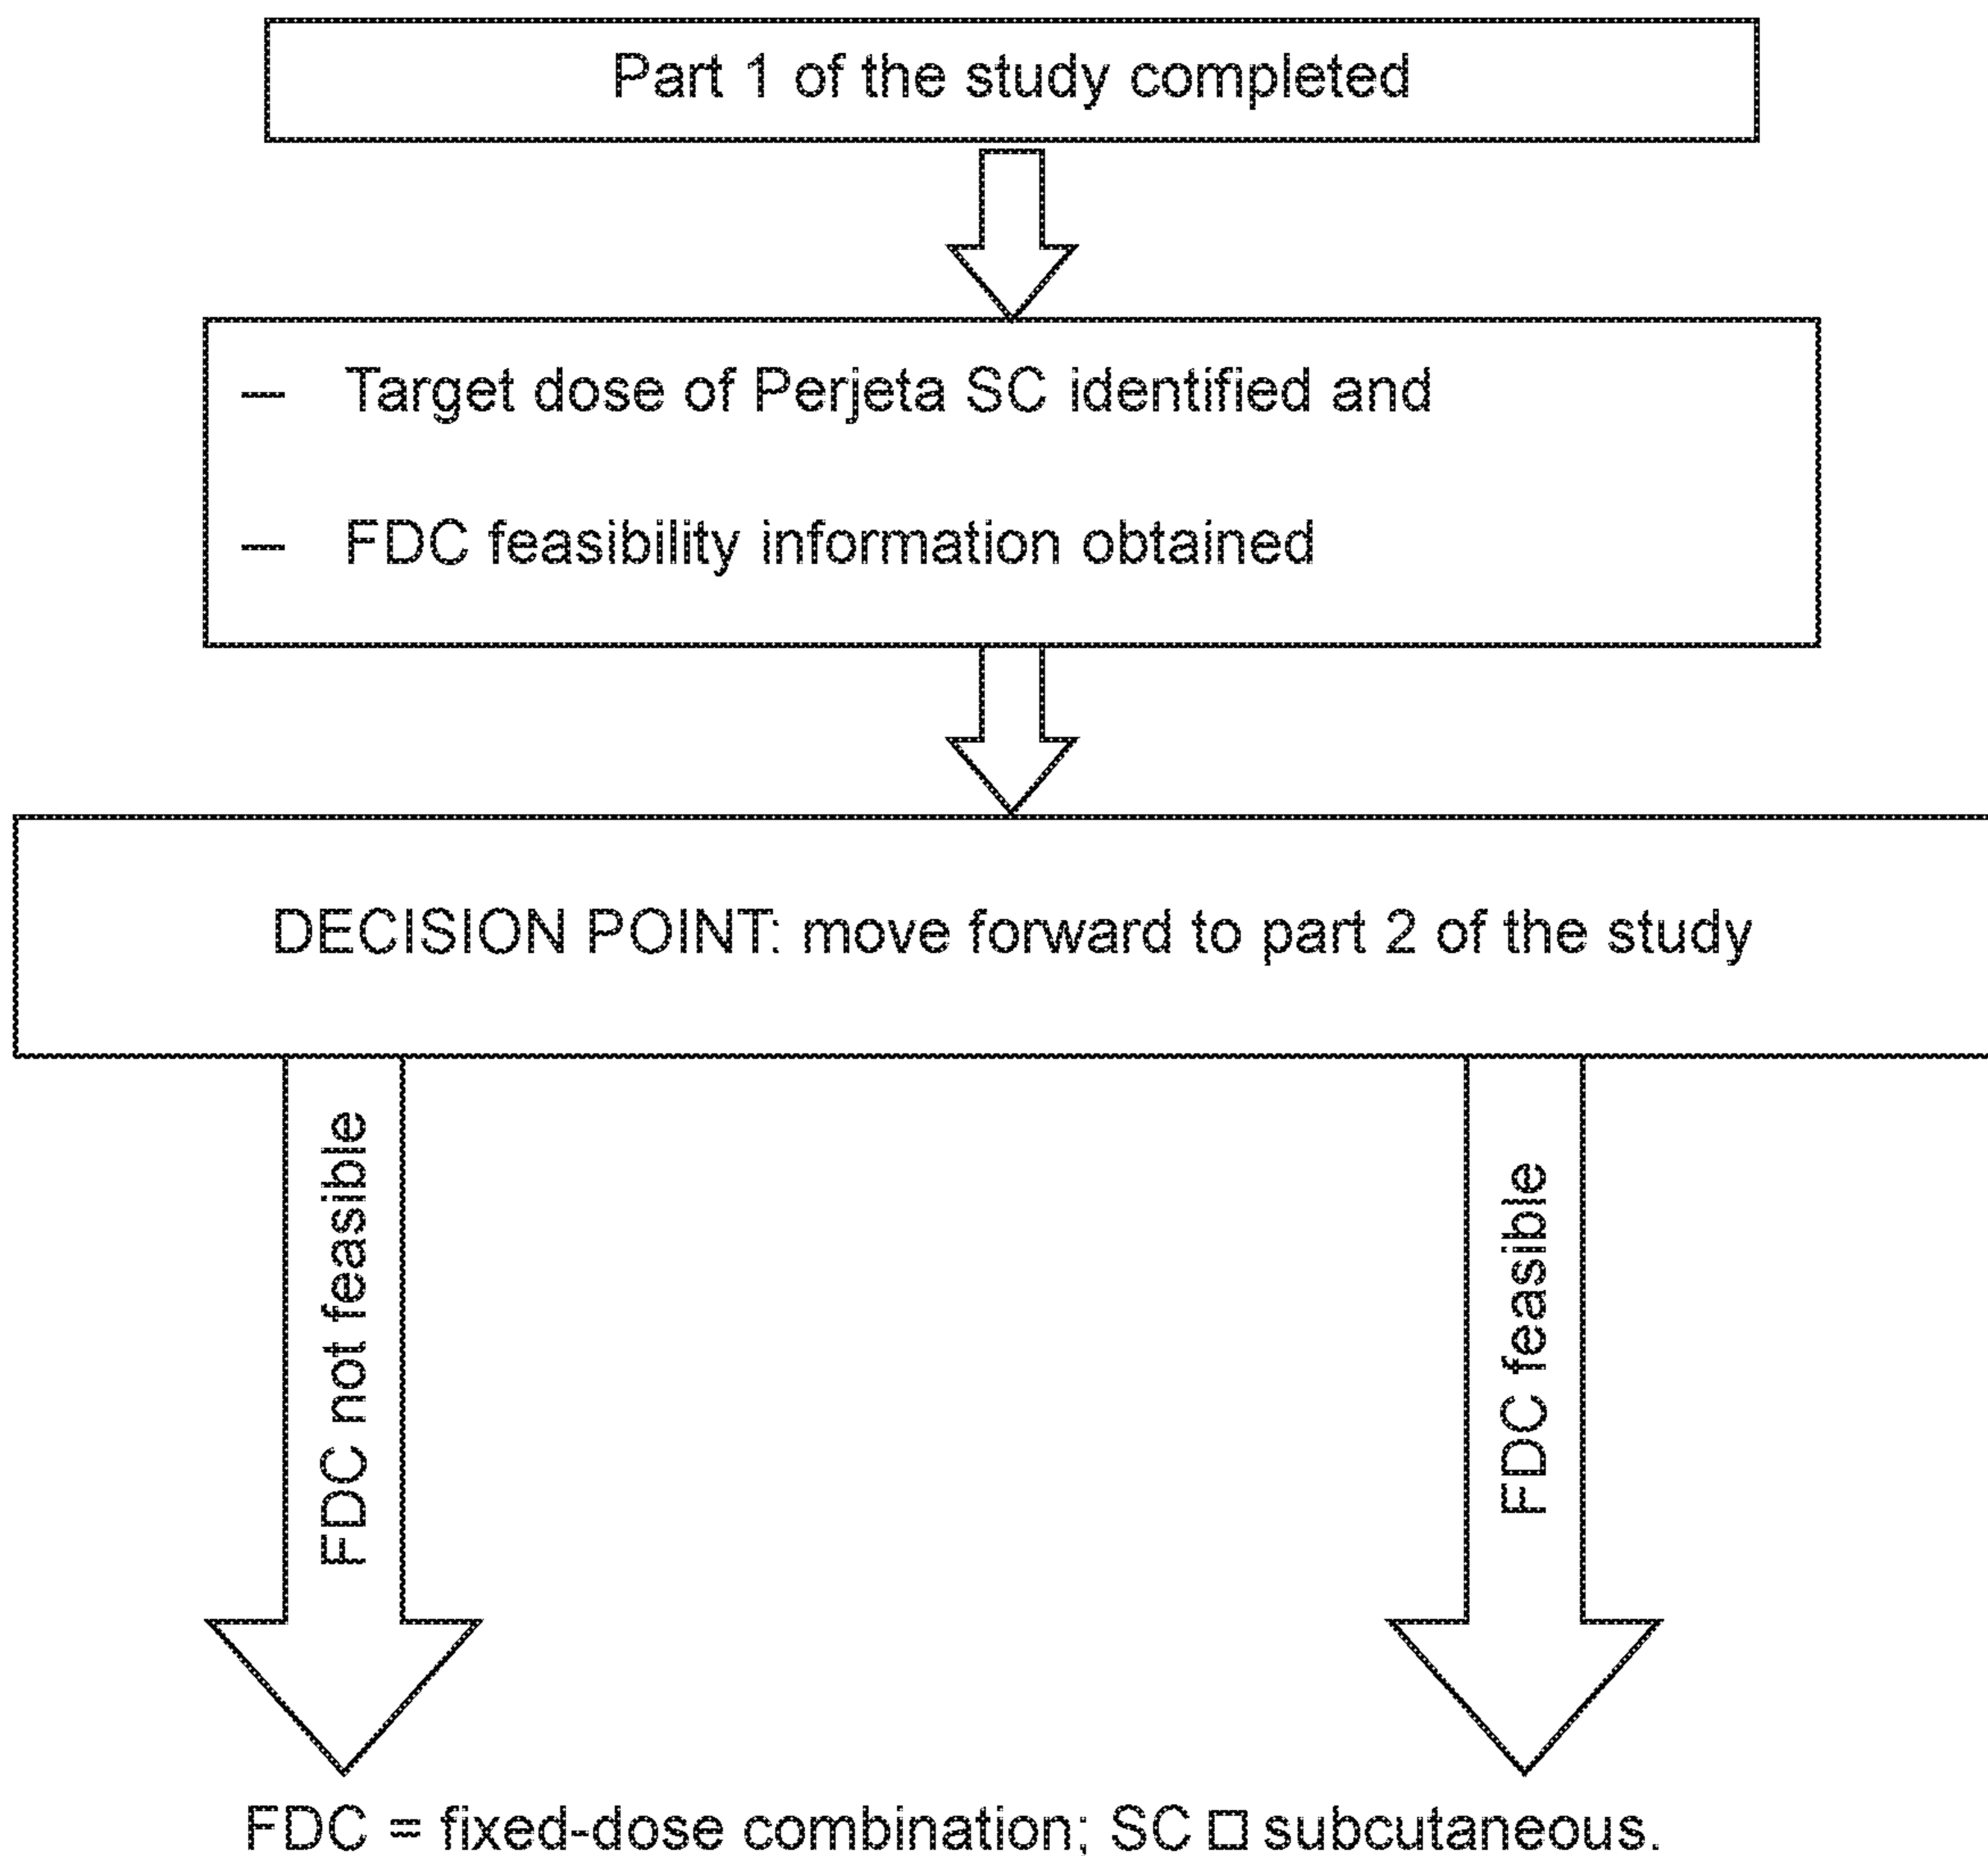 Part 1 of the study completed
— Target dose of Perjeta SC identified and
— FDC feasibility information obtained
DECISION POINT: move forward to part 2 of the study
FDC not feasible
FDC feasible
FDC = fixed-dose combination; SC □ subcutaneous.